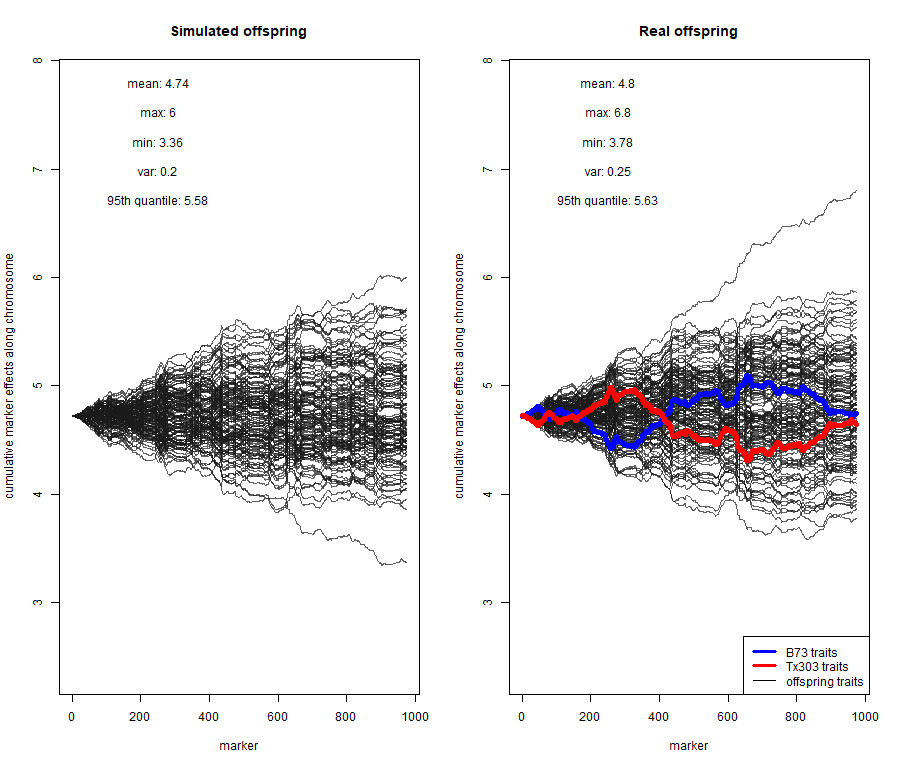 Simulated offspring
mean: 4.74
max: 6
min: 3.36
var: 0.2
95th quantile: 5.58
cumulative marker effects along chromosome
8
7
6
5
4
3
0 200 400 600 800 1000
marker
Real offspring
mean: 4.8
max: 6.8
min: 3.78
var: 0.25
95th quantile: 5.63
cumulative marker effects along chromosome
8
7
6
5
4
3
B73 traits
Tx303 traits
offspring traits
0 200 400 600 800 1000
marker